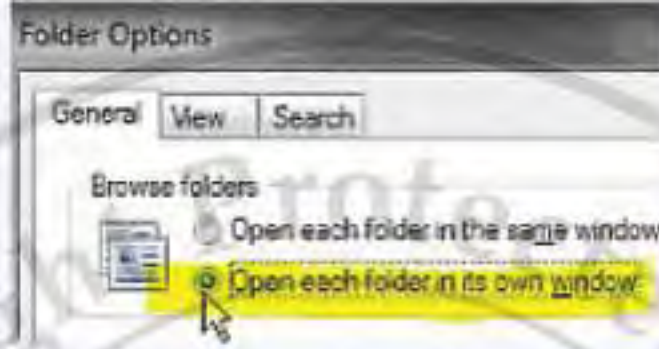 Folder Options
General View Search
Browse folders
Open each folder in the same window
Open each folder in its own window